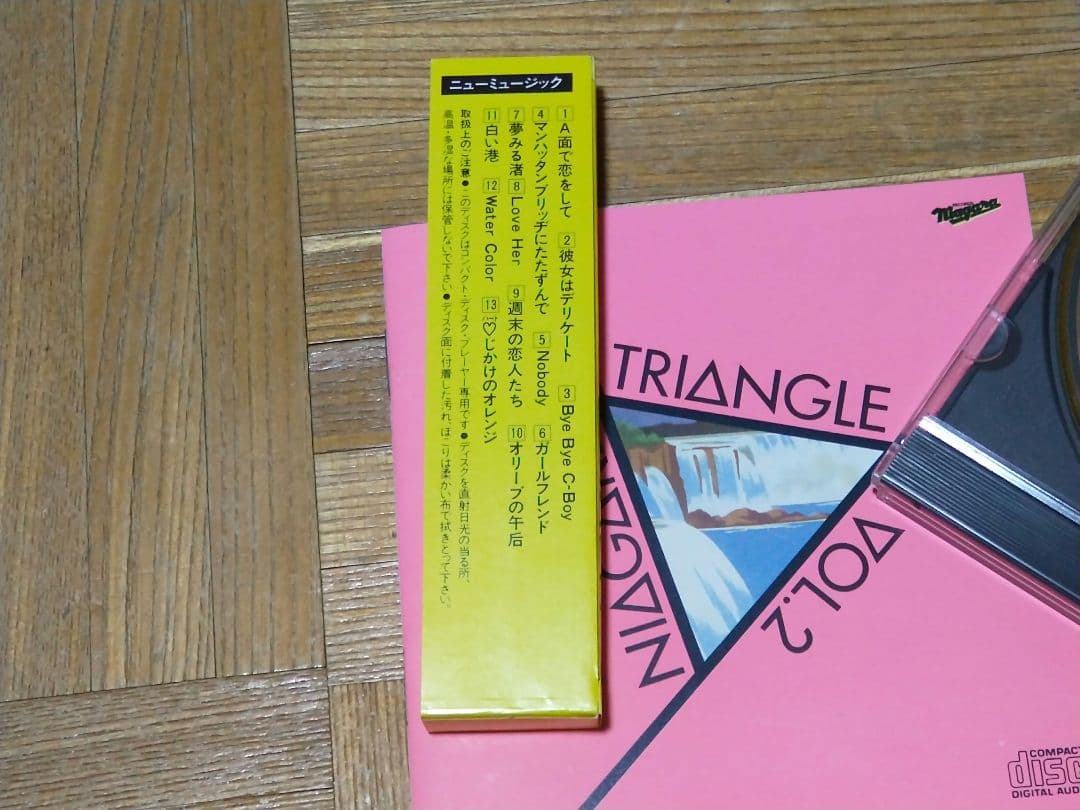 ニューミュージック
1 A面で恋をして 2 彼女はデリケート 3 Bye Bye C-Boy
4 マンハッタンブリッヂにたたずんで 5 Nobody 6 ガールフレンド
7 夢みる渚 8 Love Her 9 週末の恋人たち 10 オリーブの午后
11 白い港 12 Water Color 13 ♡じかけのオレンジ
取扱上のご注意●このディスクはコンパクト・ディスク・プレーヤー専用です●ディスクを直射日光の当る所、
高温・多湿な場所には保管しないで下さい●ディスク面に付着した汚れ、ほこりは柔かい布で拭きとって下さい。
RECORDS
Niagara
TRIANGLE
VOL.2
NIAGAR
COMPACT
disc
DIGITAL AUDIO